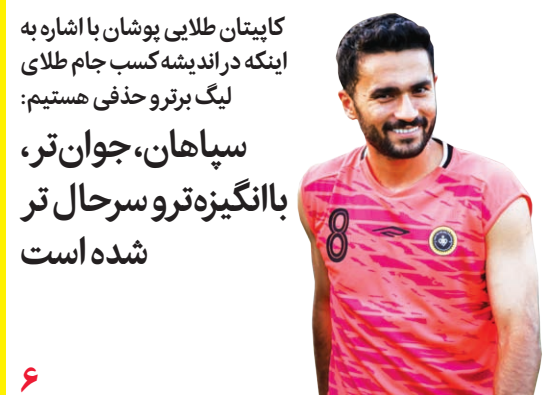 کاپیتان طلایی پوشان با اشاره به
اینکه در اندیشه کسب جام طلای
لیگ برتر و حذفی هستیم:
سپاهان، جوان‌تر،
باانگیزه‌تر و سرحال تر
شده است
8
۶